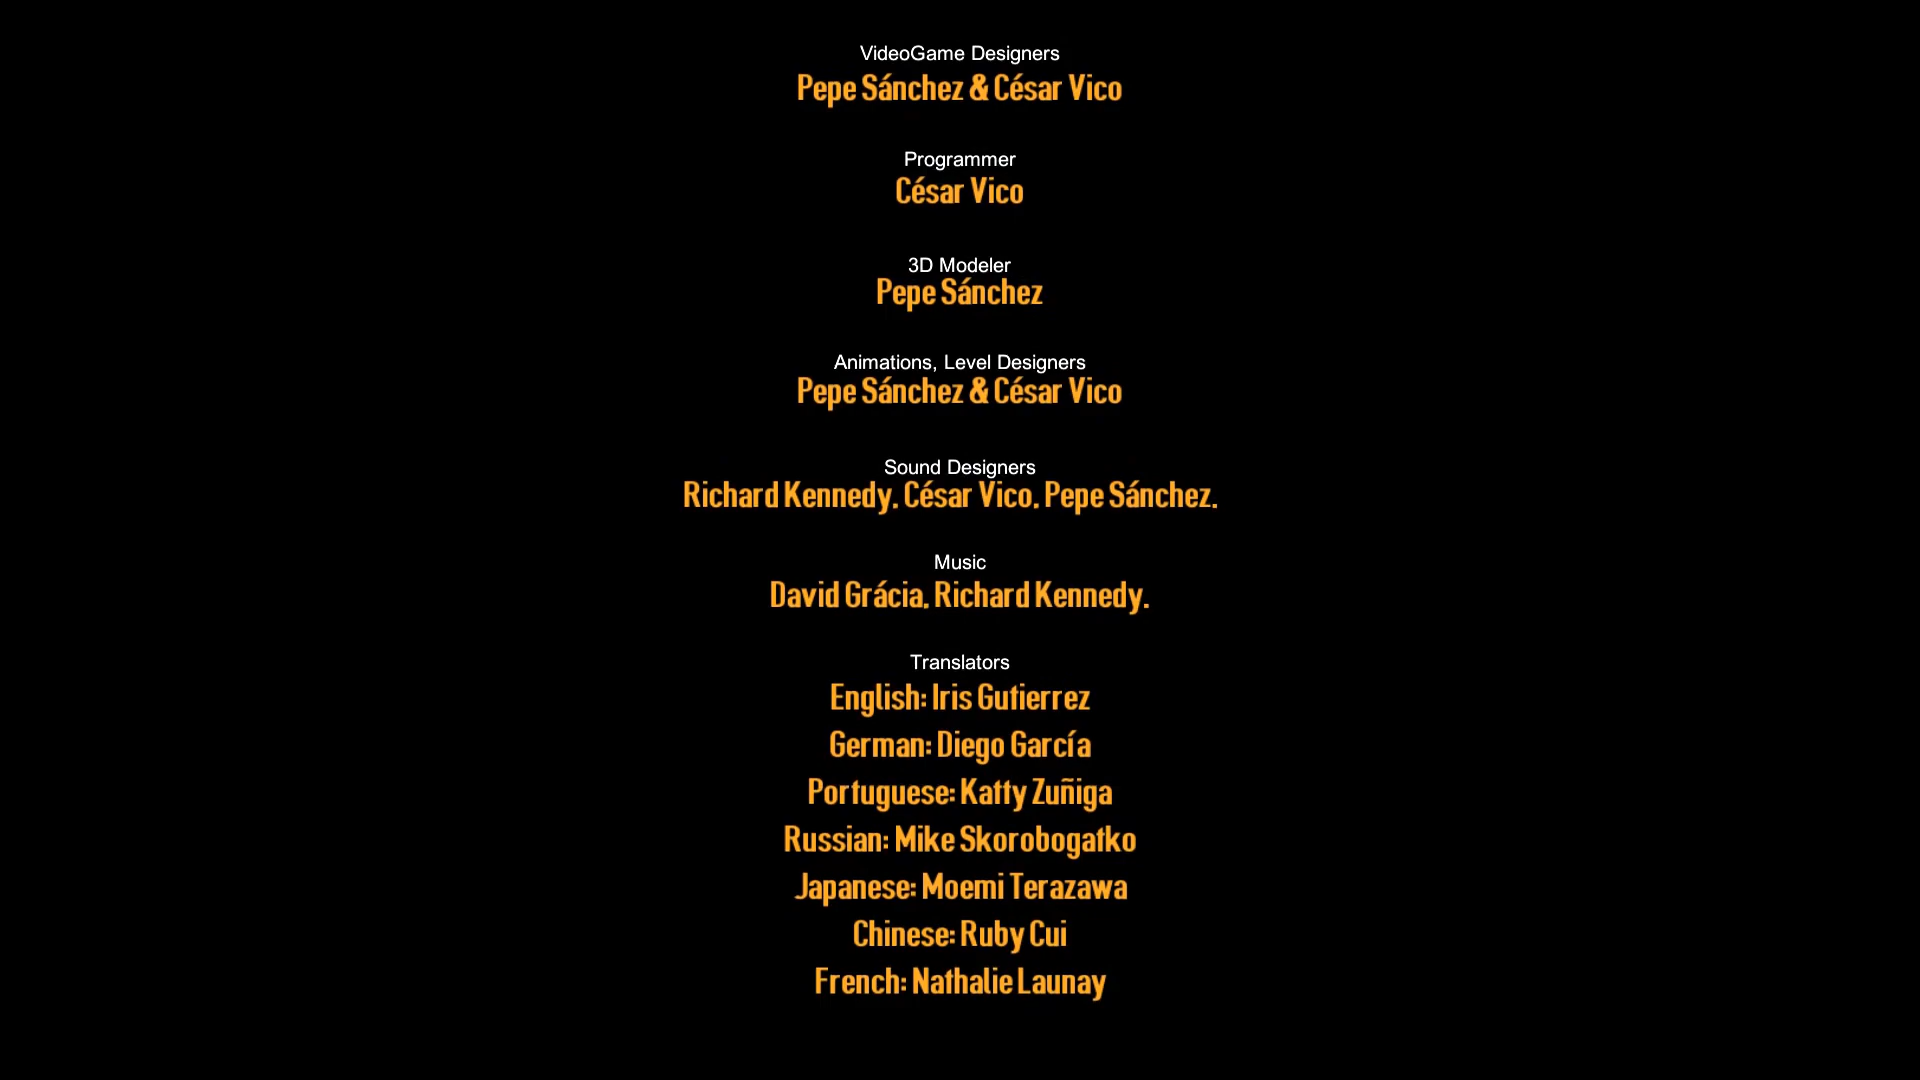 VideoGame Designers
Pepe Sánchez & César Vico
Programmer
César Vico
3D Modeler
Pepe Sánchez
Animations, Level Designers
Pepe Sánchez & César Vico
Sound Designers
Richard Kennedy, César Vico, Pepe Sánchez.
Music
David Grácia, Richard Kennedy.
Translators
English: Iris Gutierrez
German: Diego García
Portuguese: Katty Zuñiga
Russian: Mike Skorobogatko
Japanese: Moemi Terazawa
Chinese: Ruby Cui
French: Nathalie Launay